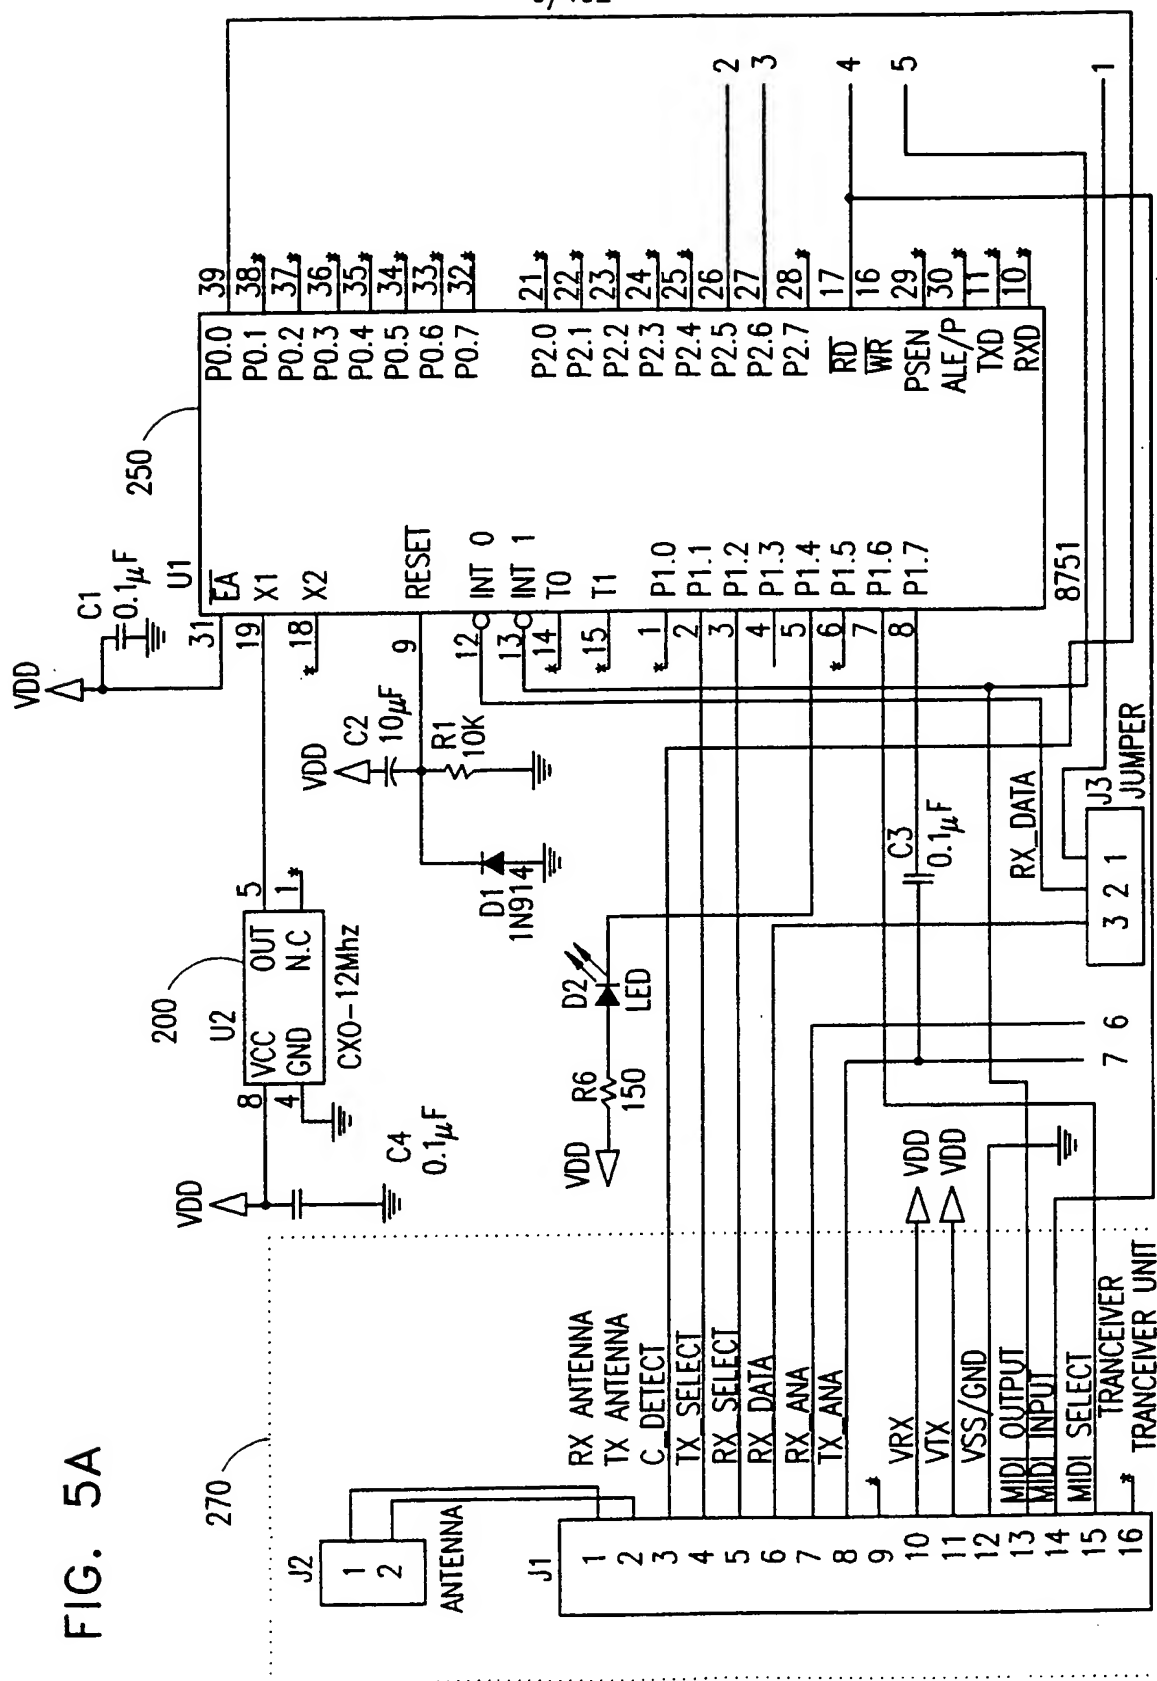 FIG. 5A
270
J2
1
2
ANTENNA
J1
1
2
3
4
5
6
7
8
9
10
11
12
13
14
15
16
RX ANTENNA
TX ANTENNA
C_DETECT
TX_SELECT
RX_SELECT
RX_DATA
RX_ANA
TX_ANA
*
VRX
VTX
VSS/GND
MIDI OUTPUT
MIDI INPUT
MIDI SELECT
*
TRANCEIVER
TRANCEIVER UNIT
VDD
VDD
VDD
C4
0.1µF
200
U2
8 VCC OUT 5
4 GND N.C 1*
CXO-12Mhz
VDD
R6
150
D2
LED
7 6
VDD
C1
0.1µF
VDD
C2
10µF
R1
10K
D1
1N914
C3
0.1µF
RX_DATA
3 2 1
J3
JUMPER
250
U1
31 EA
19 X1
*18 X2
9 RESET
12 INT 0
13 INT 1
*14 T0
*15 T1
*1 P1.0
2 P1.1
3 P1.2
4 P1.3
5 P1.4
*6 P1.5
7 P1.6
8 P1.7
8751
P0.0 39
P0.1 38*
P0.2 37*
P0.3 36*
P0.4 35*
P0.5 34*
P0.6 33*
P0.7 32*
P2.0 21*
P2.1 22*
P2.2 23*
P2.3 24*
P2.4 25*
P2.5 26
P2.6 27
P2.7 28*
RD 17
WR 16
PSEN 29*
ALE/P 30*
TXD 11*
RXD 10*
2
3
4
5
1